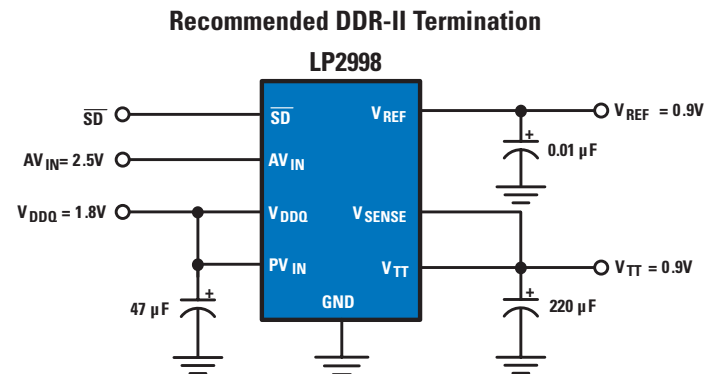 Recommended DDR-II Termination
LP2998
SD
SD
VREF
VREF = 0.9V
+
0.01 µF
AVIN= 2.5V
AVIN
VDDQ = 1.8V
VDDQ
VSENSE
PVIN
VTT
VTT = 0.9V
+
47 µF
GND
+
220 µF